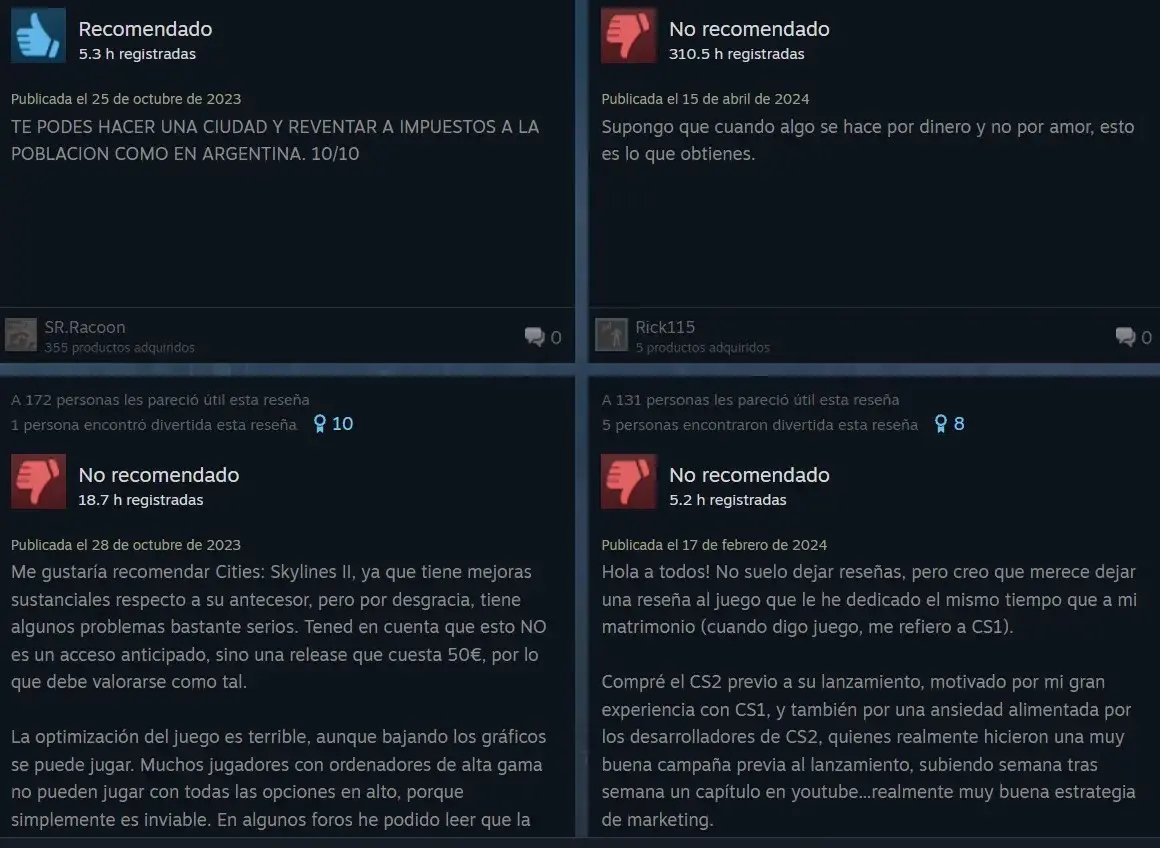 Recomendado
5.3 h registradas
Publicada el 25 de octubre de 2023
TE PODES HACER UNA CIUDAD Y REVENTAR A IMPUESTOS A LA
POBLACION COMO EN ARGENTINA. 10/10
SR.Racoon
355 productos adquiridos
0
No recomendado
310.5 h registradas
Publicada el 15 de abril de 2024
Supongo que cuando algo se hace por dinero y no por amor, esto
es lo que obtienes.
Rick115
5 productos adquiridos
0
A 172 personas les pareció útil esta reseña
1 persona encontró divertida esta reseña
10
No recomendado
18.7 h registradas
Publicada el 28 de octubre de 2023
Me gustaría recomendar Cities: Skylines II, ya que tiene mejoras
sustanciales respecto a su antecesor, pero por desgracia, tiene
algunos problemas bastante serios. Tened en cuenta que esto NO
es un acceso anticipado, sino una release que cuesta 50€, por lo
que debe valorarse como tal.
La optimización del juego es terrible, aunque bajando los gráficos
se puede jugar. Muchos jugadores con ordenadores de alta gama
no pueden jugar con todas las opciones en alto, porque
simplemente es inviable. En algunos foros he podido leer que la
A 131 personas les pareció útil esta reseña
5 personas encontraron divertida esta reseña
8
No recomendado
5.2 h registradas
Publicada el 17 de febrero de 2024
Hola a todos! No suelo dejar reseñas, pero creo que merece dejar
una reseña al juego que le he dedicado el mismo tiempo que a mi
matrimonio (cuando digo juego, me refiero a CS1).
Compré el CS2 previo a su lanzamiento, motivado por mi gran
experiencia con CS1, y también por una ansiedad alimentada por
los desarrolladores de CS2, quienes realmente hicieron una muy
buena campaña previa al lanzamiento, subiendo semana tras
semana un capítulo en youtube...realmente muy buena estrategia
de marketing.